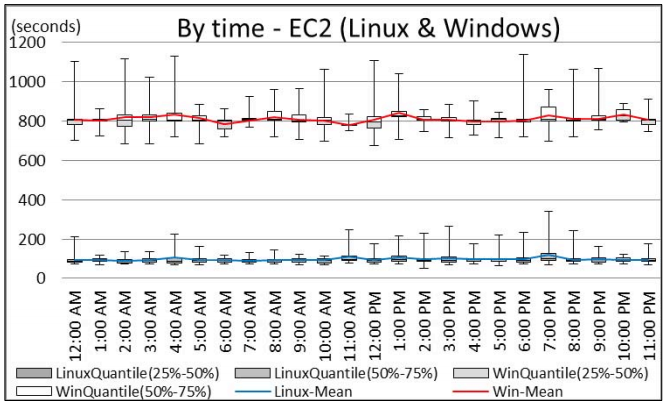 By time - EC2 (Linux & Windows)
(seconds)
1200
1000
800
600
400
200
0
12:00 AM
1:00 AM
2:00 AM
3:00 AM
4:00 AM
5:00 AM
6:00 AM
7:00 AM
8:00 AM
9:00 AM
10:00 AM
11:00 AM
12:00 PM
1:00 PM
2:00 PM
3:00 PM
4:00 PM
5:00 PM
6:00 PM
7:00 PM
8:00 PM
9:00 PM
10:00 PM
11:00 PM
LinuxQuantile(25%-50%)
LinuxQuantile(50%-75%)
WinQuantile(25%-50%)
WinQuantile(50%-75%)
Linux-Mean
Win-Mean